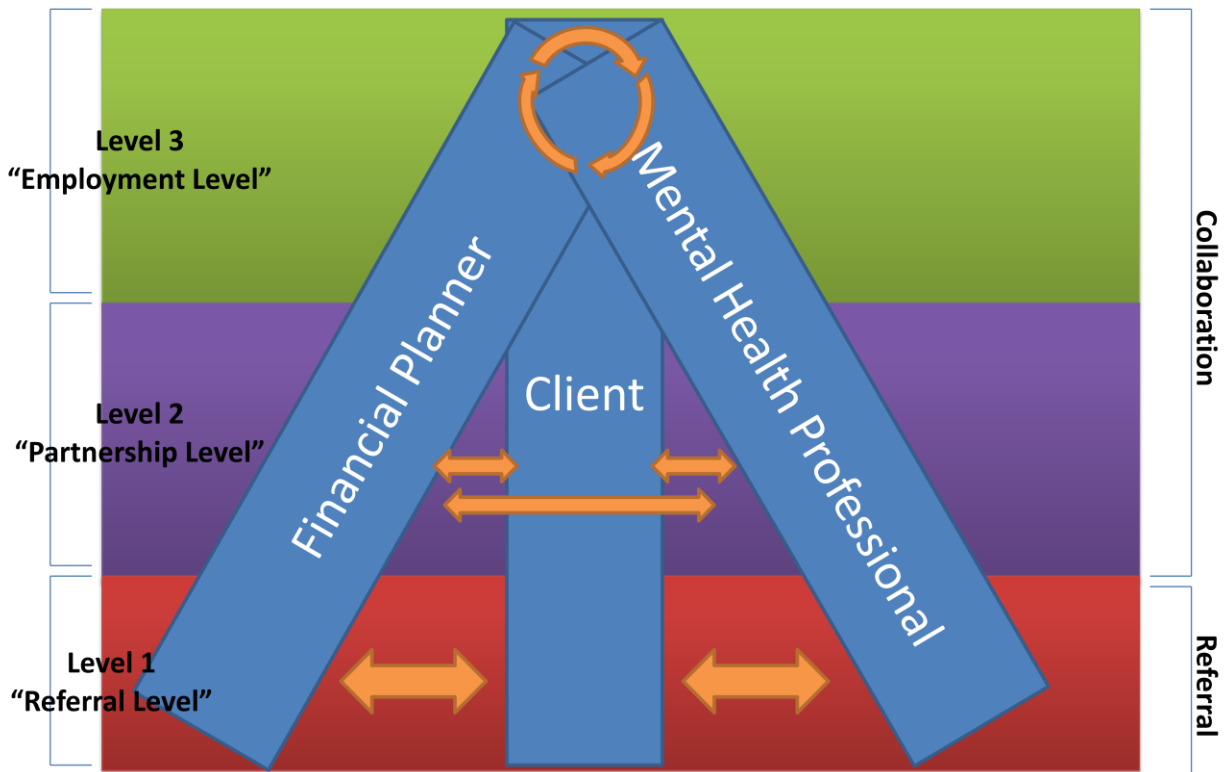 Level 3
“Employment Level”
Level 2
“Partnership Level”
Level 1
“Referral Level”
Financial Planner
Client
Mental Health Professional
Collaboration
Referral